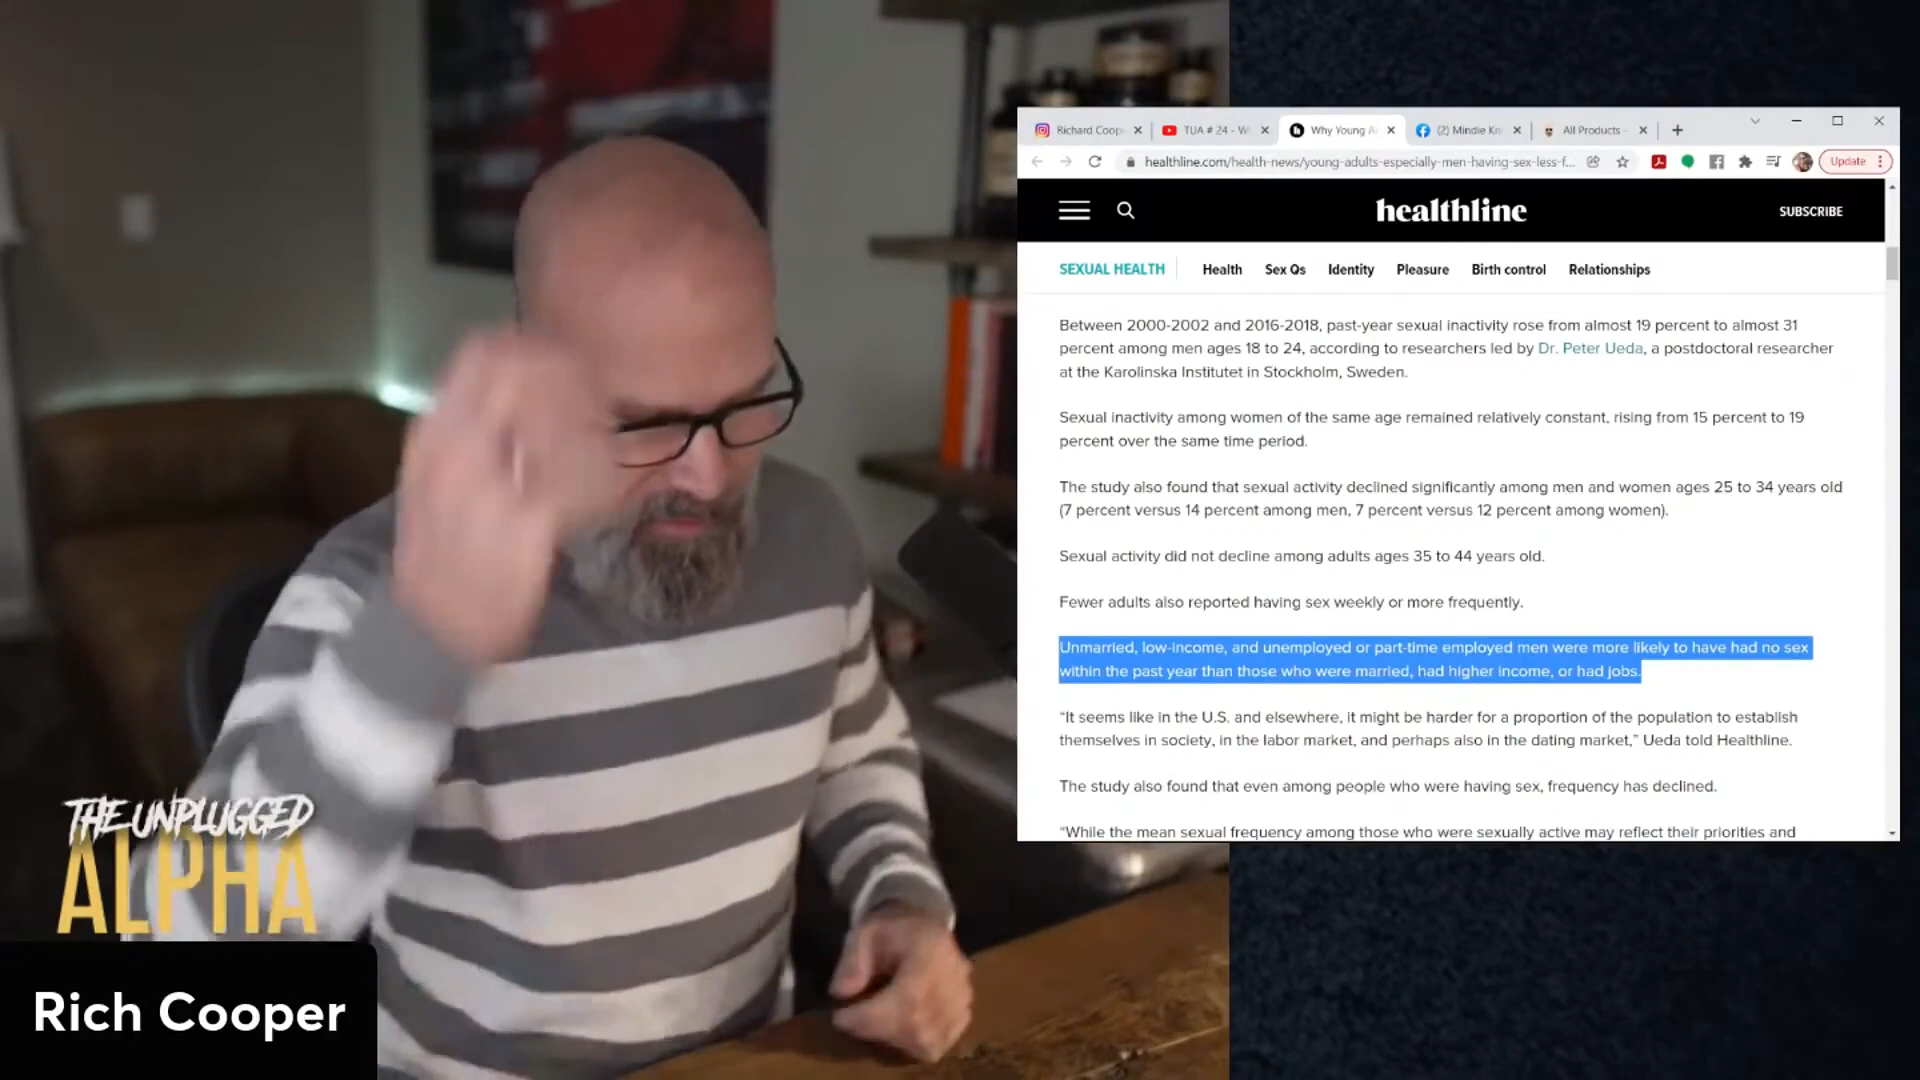 Richard Coop
TUA # 24 - W
Why Young A
(2) Mindie Kn
All Products -
healthline.com/health-news/young-adults-especially-men-having-sex-less-f...
Update
healthline
SUBSCRIBE
SEXUAL HEALTH
Health
Sex Qs
Identity
Pleasure
Birth control
Relationships
Between 2000-2002 and 2016-2018, past-year sexual inactivity rose from almost 19 percent to almost 31
percent among men ages 18 to 24, according to researchers led by Dr. Peter Ueda, a postdoctoral researcher
at the Karolinska Institutet in Stockholm, Sweden.
Sexual inactivity among women of the same age remained relatively constant, rising from 15 percent to 19
percent over the same time period.
The study also found that sexual activity declined significantly among men and women ages 25 to 34 years old
(7 percent versus 14 percent among men, 7 percent versus 12 percent among women).
Sexual activity did not decline among adults ages 35 to 44 years old.
Fewer adults also reported having sex weekly or more frequently.
Unmarried, low-income, and unemployed or part-time employed men were more likely to have had no sex
within the past year than those who were married, had higher income, or had jobs.
“It seems like in the U.S. and elsewhere, it might be harder for a proportion of the population to establish
themselves in society, in the labor market, and perhaps also in the dating market,” Ueda told Healthline.
The study also found that even among people who were having sex, frequency has declined.
“While the mean sexual frequency among those who were sexually active may reflect their priorities and
THE UNPLUGGED
ALPHA
Rich Cooper